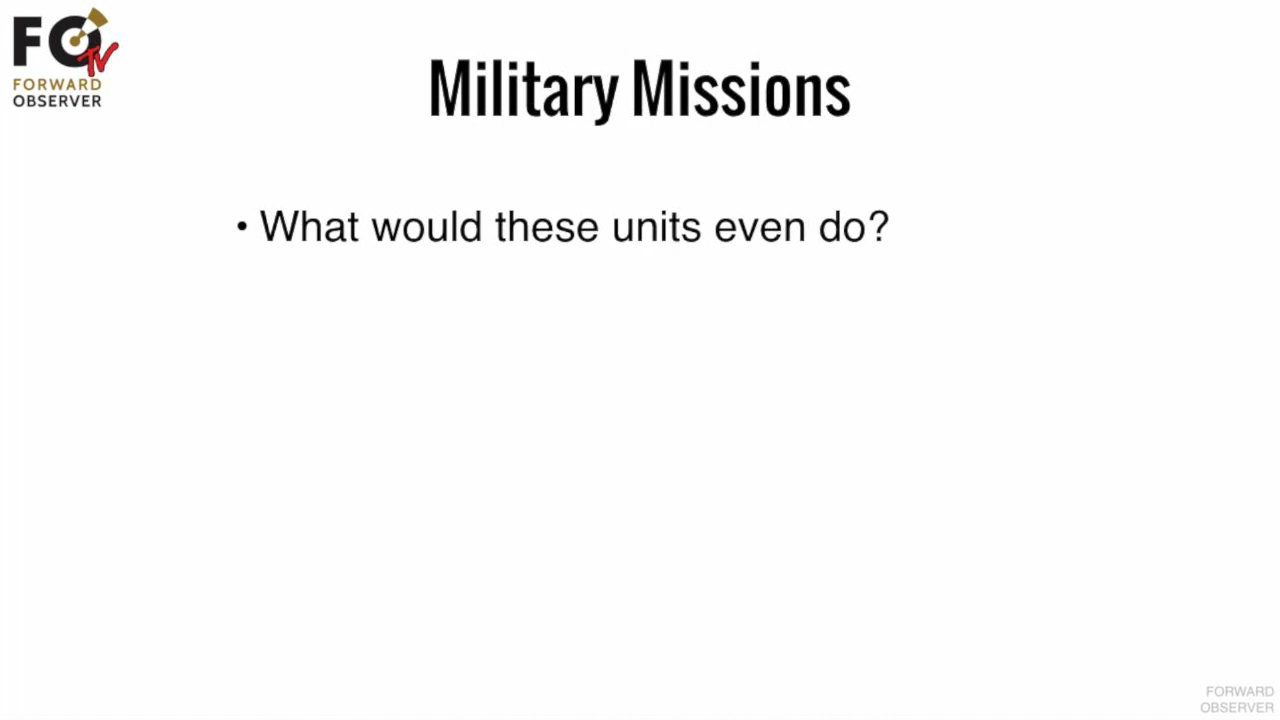 FO
TV
FORWARD
OBSERVER
Military Missions
• What would these units even do?
FORWARD
OBSERVER